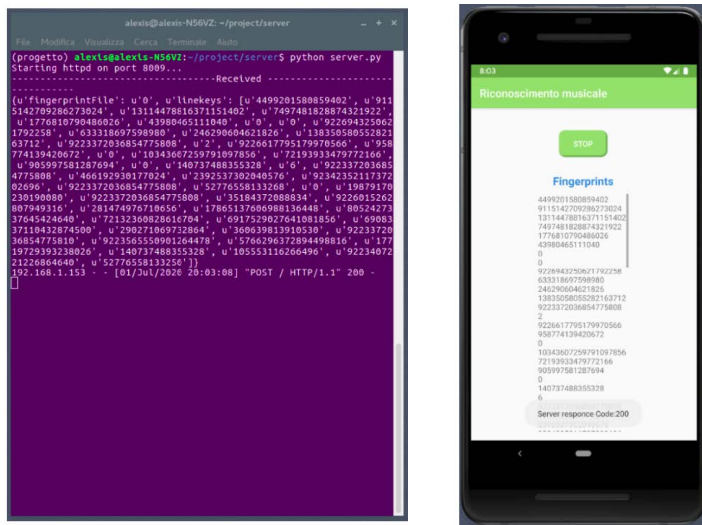 alexis@alexis-N56VZ: ~/project/server
File Modifica Visualizza Cerca Terminale Aiuto
(progetto) alexis@alexis-N56VZ:~/project/server$ python server.py
Starting httpd on port 8009...
-----------------------------------Received ----------------------
-----------
{u'fingerprintFile': u'0', u'linekeys': [u'4499201580859402', u'911
5142709286273024', u'13114478816371151402', u'7497481828874321922',
u'1776810790486026', u'43980465111040', u'0', u'0', u'922694325062
1792258', u'633318697598980', u'246290604621826', u'138350580552821
63712', u'9223372036854775808', u'2', u'9226617795179970566', u'958
774139420672', u'0', u'10343607259791097856', u'72193933479772166',
u'905997581287694', u'0', u'140737488355328', u'6', u'922337203685
4775808', u'466192930177024', u'2392537302040576', u'92342352117372
02696', u'9223372036854775808', u'52776558133268', u'0', u'19879170
230190080', u'9223372036854775808', u'35184372088834', u'9226015262
807949316', u'281474976710656', u'17865137606988136448', u'80524273
37645424640', u'72132360828616704', u'6917529027641081856', u'69083
37110432874500', u'290271069732864', u'360639813910530', u'92233720
36854775810', u'9223565550901264478', u'5766296372894498816', u'177
19729393238026', u'140737488355328', u'105553116266496', u'92234072
21226864640', u'52776558133250']}
192.168.1.153 - - [01/Jul/2020 20:03:08] "POST / HTTP/1.1" 200 -
8:03
Riconoscimento musicale
STOP
Fingerprints
4499201580859402
9115142709286273024
13114478816371151402
7497481828874321922
1776810790486026
43980465111040
0
0
9226943250621792258
633318697598980
246290604621826
13835058055282163712
9223372036854775808
2
9226617795179970566
958774139420672
0
10343607259791097856
72193933479772166
905997581287694
0
140737488355328
6
Server responce Code:200